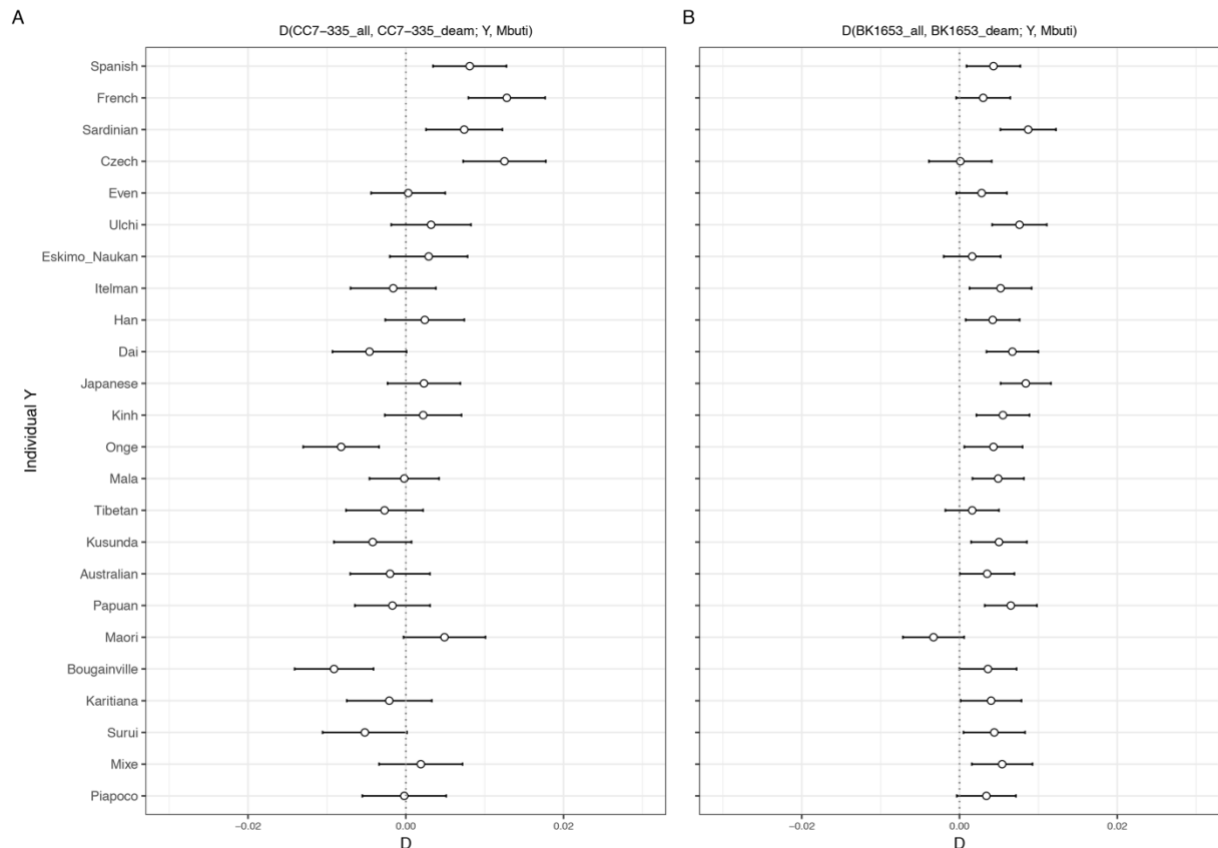 A
D(CC7-335_all, CC7-335_deam; Y, Mbuti)
B
D(BK1653_all, BK1653_deam; Y, Mbuti)
Individual Y
Spanish
French
Sardinian
Czech
Even
Ulchi
Eskimo_Naukan
Itelman
Han
Dai
Japanese
Kinh
Onge
Mala
Tibetan
Kusunda
Australian
Papuan
Maori
Bougainville
Karitiana
Surui
Mixe
Piapoco
−0.02 0.00 0.02
D
−0.02 0.00 0.02
D